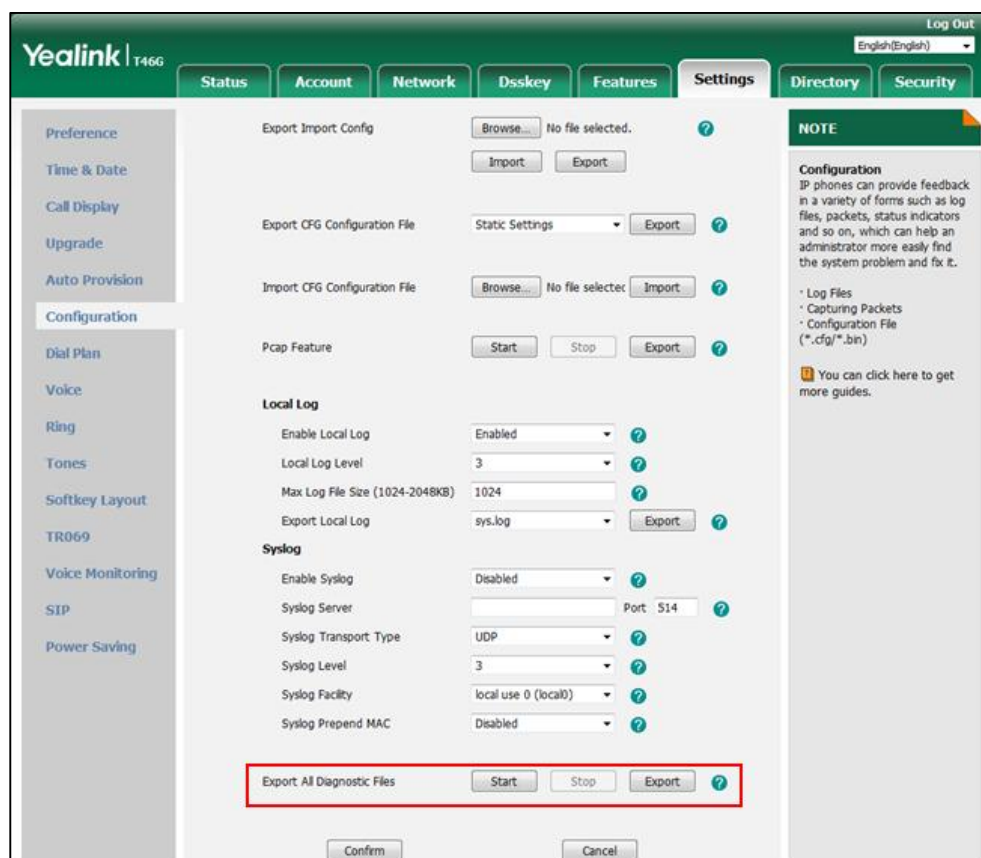 Log Out
Yealink | T46G
English(English)
Status Account Network Dsskey Features Settings Directory Security
Preference
Time & Date
Call Display
Upgrade
Auto Provision
Configuration
Dial Plan
Voice
Ring
Tones
Softkey Layout
TR069
Voice Monitoring
SIP
Power Saving
Export Import Config Browse... No file selected. ?
Import Export
Export CFG Configuration File Static Settings Export ?
Import CFG Configuration File Browse... No file selectec Import ?
Pcap Feature Start Stop Export ?
Local Log
Enable Local Log Enabled ?
Local Log Level 3 ?
Max Log File Size (1024-2048KB) 1024 ?
Export Local Log sys.log Export ?
Syslog
Enable Syslog Disabled ?
Syslog Server Port 514 ?
Syslog Transport Type UDP ?
Syslog Level 3 ?
Syslog Facility local use 0 (local0) ?
Syslog Prepend MAC Disabled ?
Export All Diagnostic Files Start Stop Export ?
Confirm Cancel
NOTE
Configuration
IP phones can provide feedback
in a variety of forms such as log
files, packets, status indicators
and so on, which can help an
administrator more easily find
the system problem and fix it.
· Log Files
· Capturing Packets
· Configuration File
(*.cfg/*.bin)
You can click here to get
more guides.